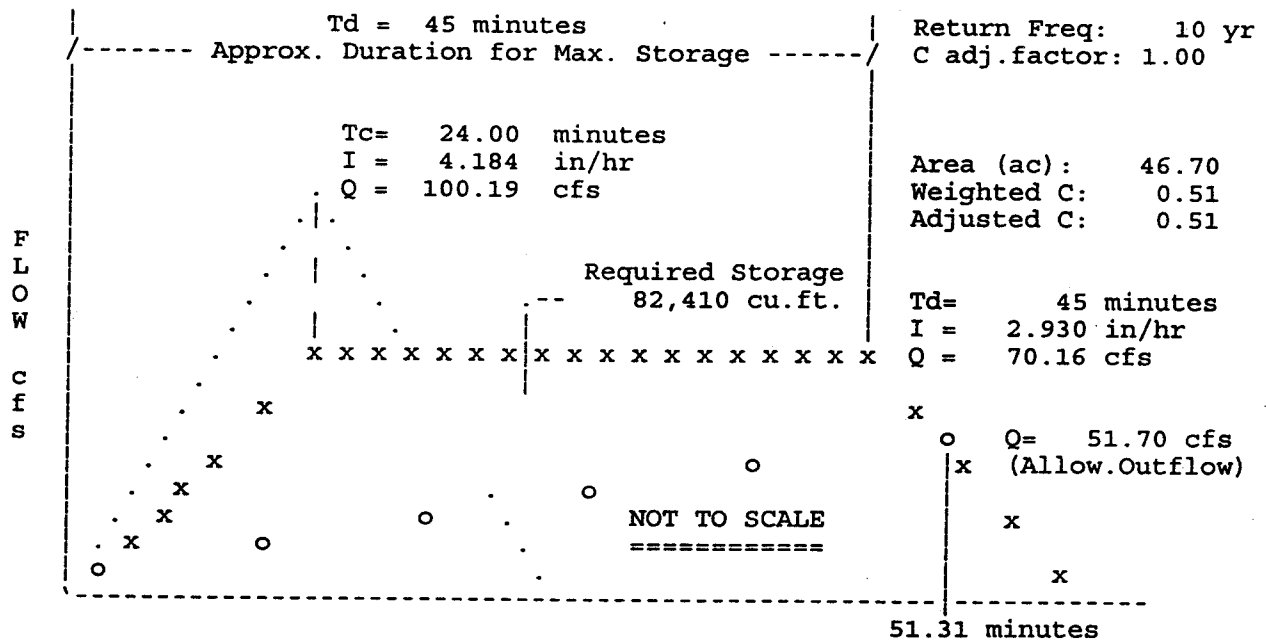 Td = 45 minutes
Return Freq: 10 yr
/------- Approx. Duration for Max. Storage ------/
C adj.factor: 1.00
Tc= 24.00 minutes
I = 4.184 in/hr
Q = 100.19 cfs
Area (ac): 46.70
Weighted C: 0.51
Adjusted C: 0.51
FLOW cfs
Required Storage
82,410 cu.ft.
Td= 45 minutes
I = 2.930 in/hr
Q = 70.16 cfs
x x x x x x x x x x x x x x x x x x
x x
o Q= 51.70 cfs
x o x (Allow.Outflow)
x o
x o NOT TO SCALE x
x o ============
o x
51.31 minutes